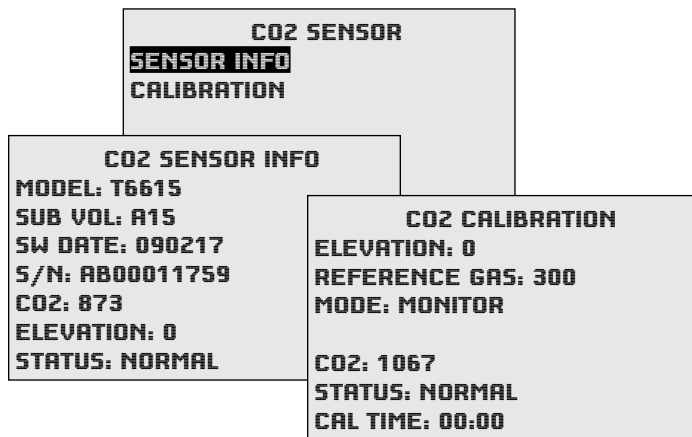 CO2 SENSOR
SENSOR INFO
CALIBRATION
CO2 SENSOR INFO
MODEL: T6615
SUB VOL: A15
SW DATE: 090217
S/N: AB00011759
CO2: 873
ELEVATION: 0
STATUS: NORMAL
CO2 CALIBRATION
ELEVATION: 0
REFERENCE GAS: 300
MODE: MONITOR
CO2: 1067
STATUS: NORMAL
CAL TIME: 00:00